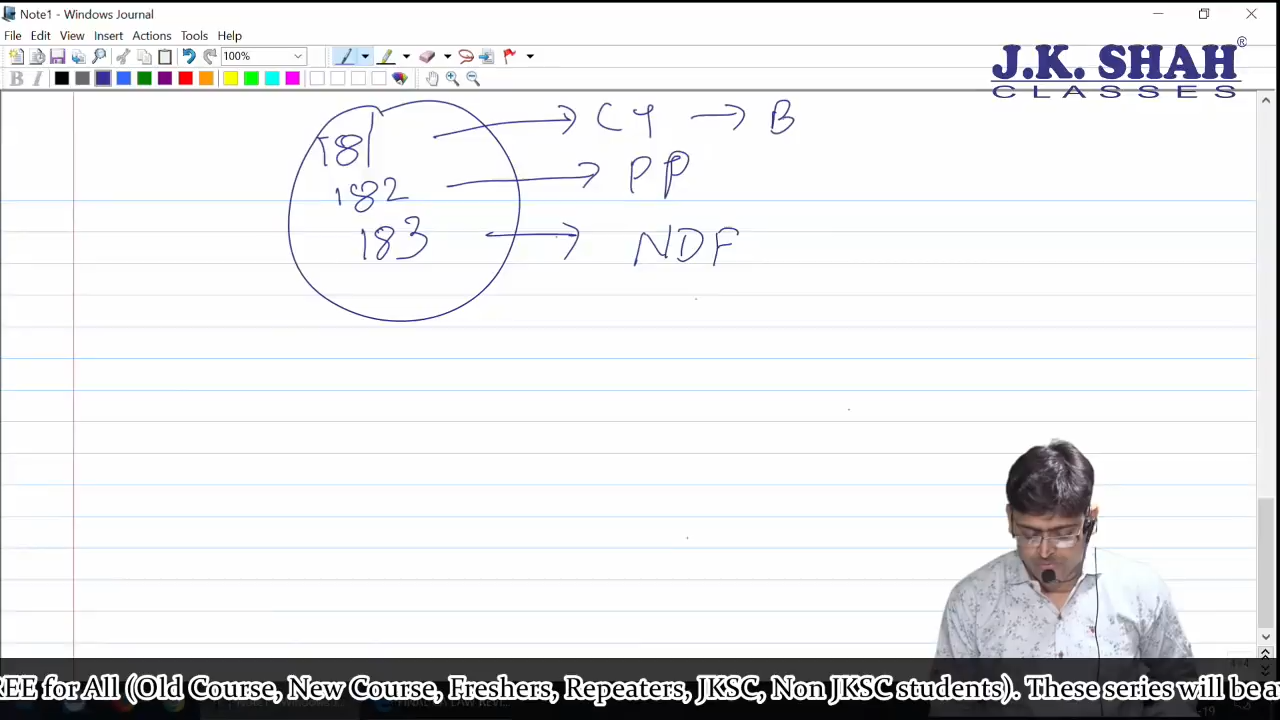 Note1 - Windows Journal
File Edit View Insert Actions Tools Help
100%
B I
J.K. SHAH®
CLASSES
181 → CY → B
182 → PP
183 → NDF
REE for All (Old Course, New Course, Freshers, Repeaters, JKSC, Non JKSC students). These series will be a